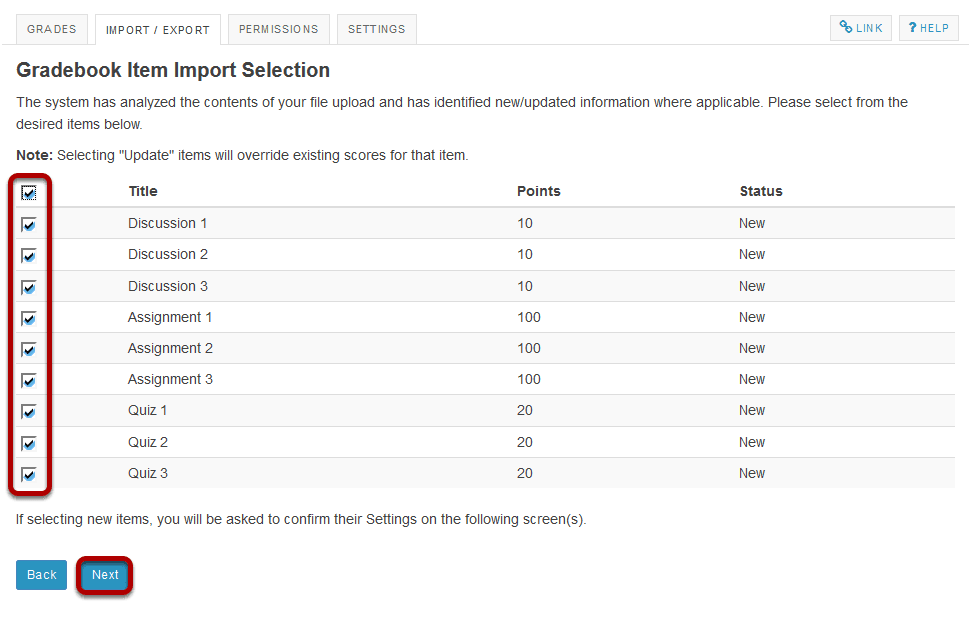 GRADES IMPORT / EXPORT PERMISSIONS SETTINGS LINK ? HELP
Gradebook Item Import Selection
The system has analyzed the contents of your file upload and has identified new/updated information where applicable. Please select from the
desired items below.
Note: Selecting "Update" items will override existing scores for that item.
Title Points Status
Discussion 1 10 New
Discussion 2 10 New
Discussion 3 10 New
Assignment 1 100 New
Assignment 2 100 New
Assignment 3 100 New
Quiz 1 20 New
Quiz 2 20 New
Quiz 3 20 New
If selecting new items, you will be asked to confirm their Settings on the following screen(s).
Back Next